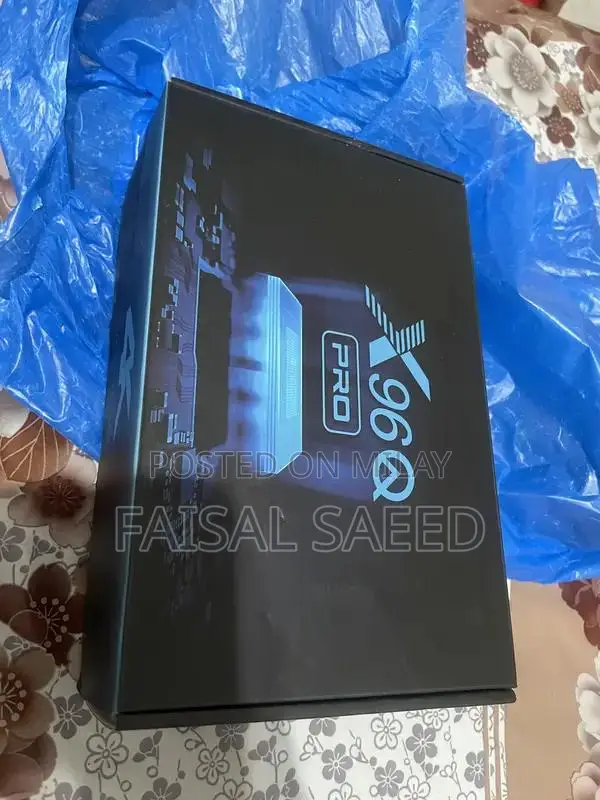 X96Q
PRO
POSTED ON MILAY
FAISAL SAEED